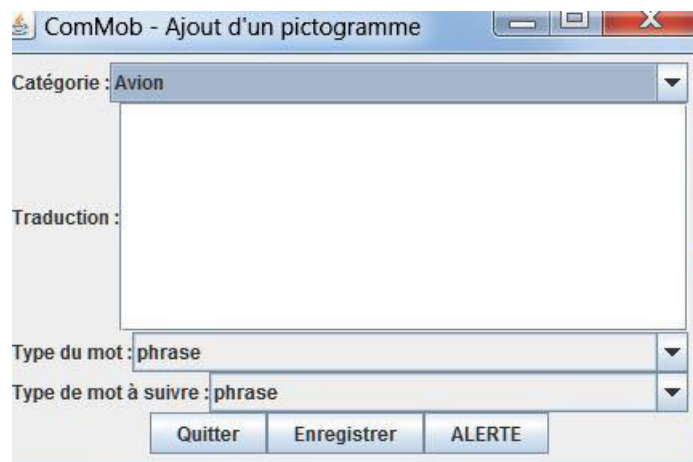 ComMob - Ajout d'un pictogramme
Catégorie : Avion
Traduction :
Type du mot : phrase
Type de mot à suivre : phrase
Quitter Enregistrer ALERTE